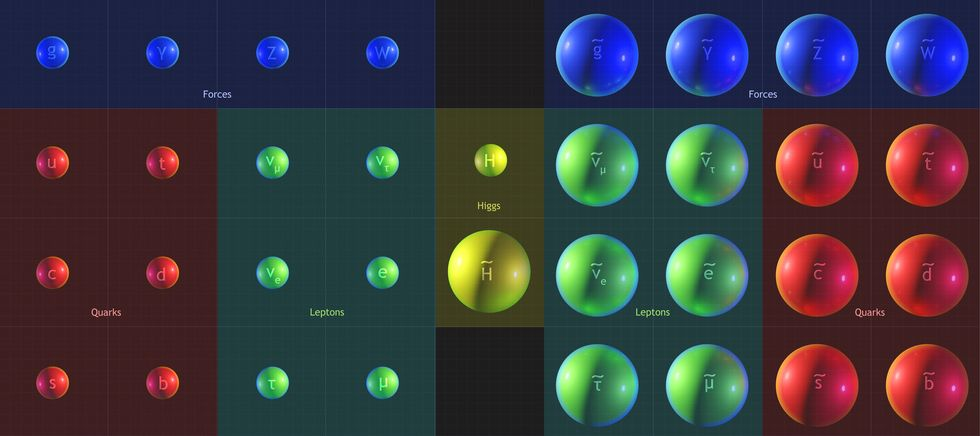 g γ Z W g̃ γ̃ Z̃ W̃
Forces Forces
u t ν_μ ν_τ H ν̃_μ ν̃_τ ũ t̃
Higgs
c d ν_e e H̃ ν̃_e ẽ c̃ d̃
Quarks Leptons Leptons Quarks
s b τ μ τ̃ μ̃ s̃ b̃